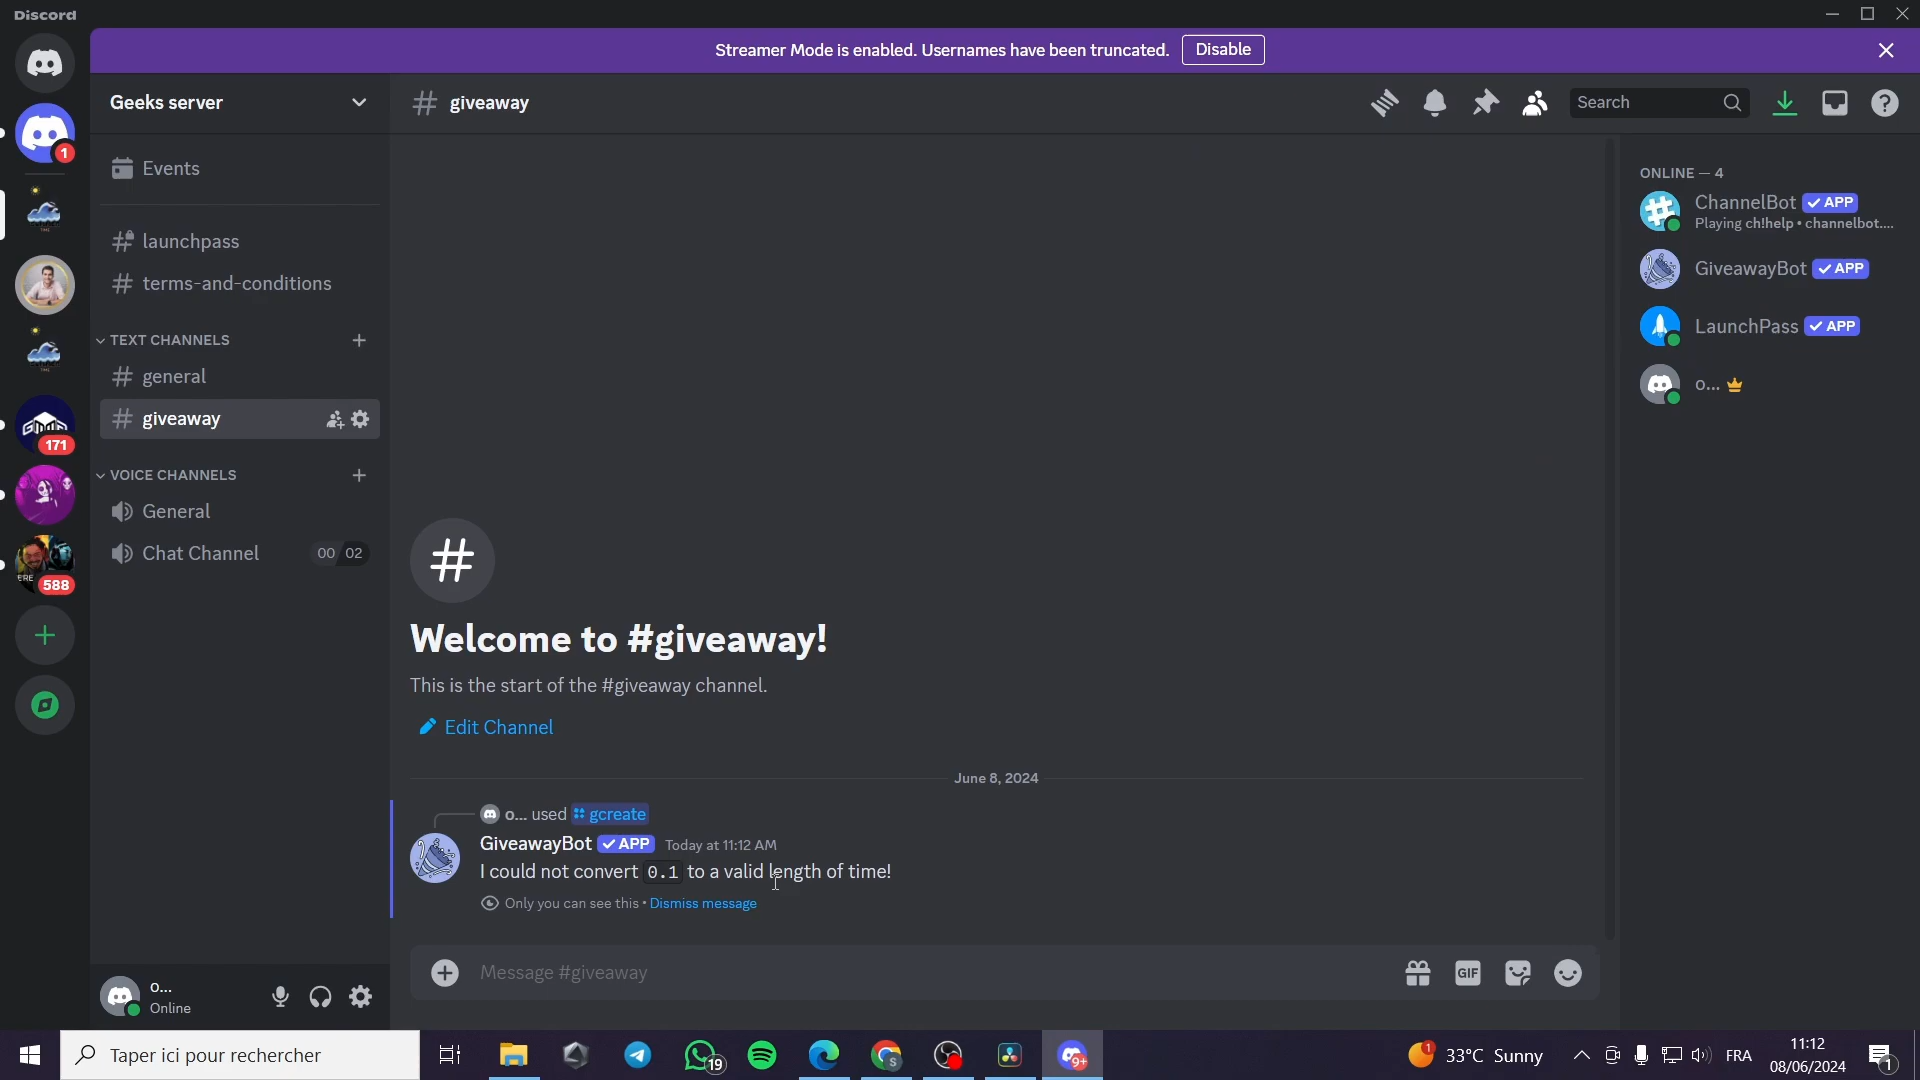 Discord
Streamer Mode is enabled. Usernames have been truncated. Disable
Geeks server
giveaway
Search
Events
launchpass
terms-and-conditions
TEXT CHANNELS
general
giveaway
VOICE CHANNELS
General
Chat Channel 00 02
1
171
588
Welcome to #giveaway!
This is the start of the #giveaway channel.
Edit Channel
June 8, 2024
o... used gcreate
GiveawayBot APP Today at 11:12 AM
I could not convert 0.1 to a valid length of time!
Only you can see this • Dismiss message
Message #giveaway
GIF
ONLINE — 4
ChannelBot APP
Playing ch!help • channelbot....
GiveawayBot APP
LaunchPass APP
o...
o...
Online
Taper ici pour rechercher
19
S
9+
1
33°C Sunny
FRA
11:12
08/06/2024
1